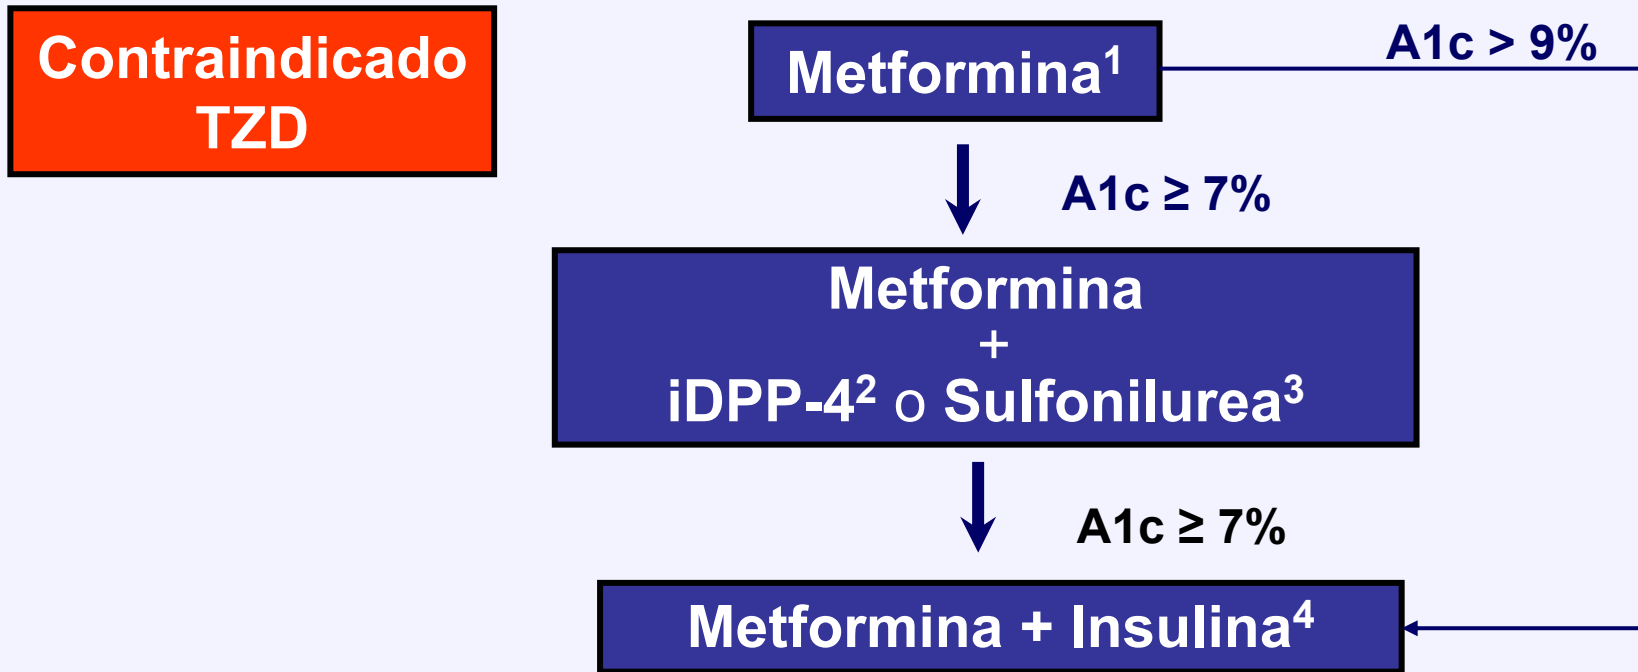 Contraindicado
TZD
Metformina¹
A1c > 9%
A1c ≥ 7%
Metformina
+
iDPP-4² o Sulfonilurea³
A1c ≥ 7%
Metformina + Insulina⁴